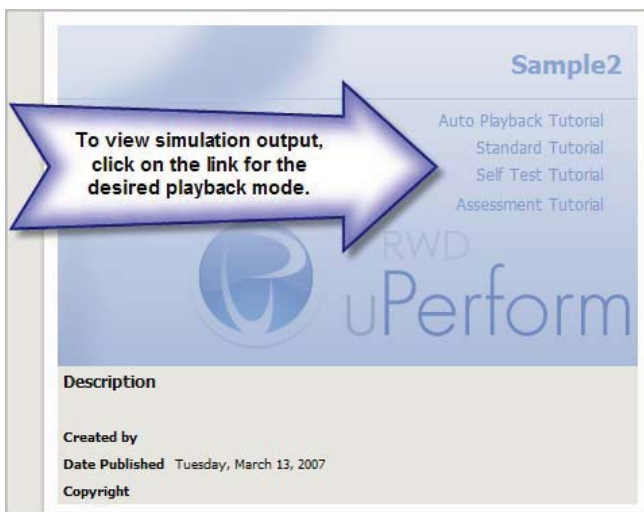 Sample2
To view simulation output,
click on the link for the
desired playback mode.
Auto Playback Tutorial
Standard Tutorial
Self Test Tutorial
Assessment Tutorial
RWD
uPerform
Description
Created by
Date Published Tuesday, March 13, 2007
Copyright